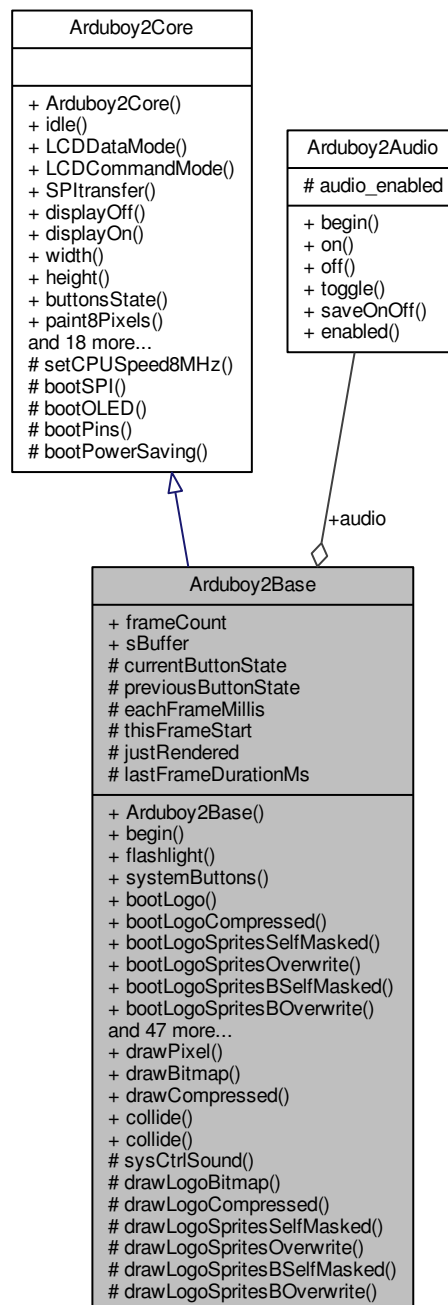 Arduboy2Core
+ Arduboy2Core()
+ idle()
+ LCDDataMode()
+ LCDCommandMode()
+ SPItransfer()
+ displayOff()
+ displayOn()
+ width()
+ height()
+ buttonsState()
+ paint8Pixels()
and 18 more...
# setCPUSpeed8MHz()
# bootSPI()
# bootOLED()
# bootPins()
# bootPowerSaving()
Arduboy2Audio
# audio_enabled
+ begin()
+ on()
+ off()
+ toggle()
+ saveOnOff()
+ enabled()
+audio
Arduboy2Base
+ frameCount
+ sBuffer
# currentButtonState
# previousButtonState
# eachFrameMillis
# thisFrameStart
# justRendered
# lastFrameDurationMs
+ Arduboy2Base()
+ begin()
+ flashlight()
+ systemButtons()
+ bootLogo()
+ bootLogoCompressed()
+ bootLogoSpritesSelfMasked()
+ bootLogoSpritesOverwrite()
+ bootLogoSpritesBSelfMasked()
+ bootLogoSpritesBOverwrite()
and 47 more...
+ drawPixel()
+ drawBitmap()
+ drawCompressed()
+ collide()
+ collide()
# sysCtrlSound()
# drawLogoBitmap()
# drawLogoCompressed()
# drawLogoSpritesSelfMasked()
# drawLogoSpritesOverwrite()
# drawLogoSpritesBSelfMasked()
# drawLogoSpritesBOverwrite()